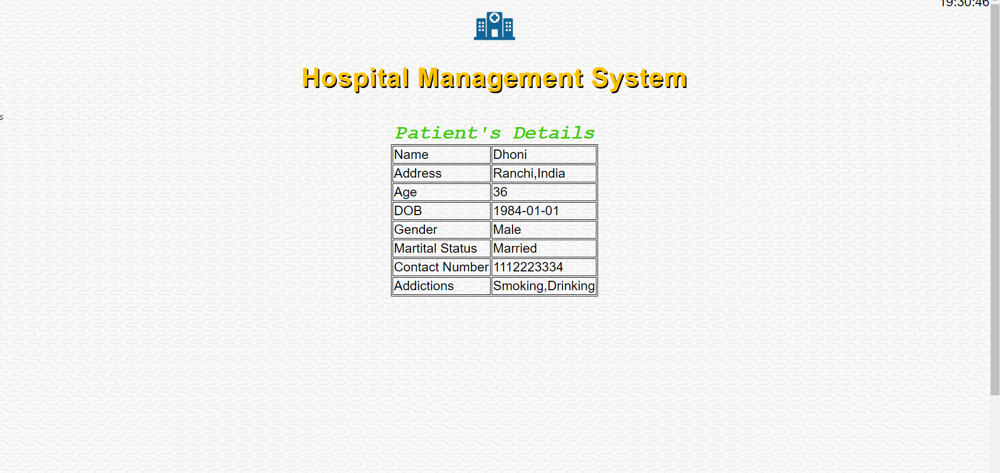 19:30:46
Hospital Management System
s
Patient's Details
Name Dhoni
Address Ranchi,India
Age 36
DOB 1984-01-01
Gender Male
Martital Status Married
Contact Number 1112223334
Addictions Smoking,Drinking